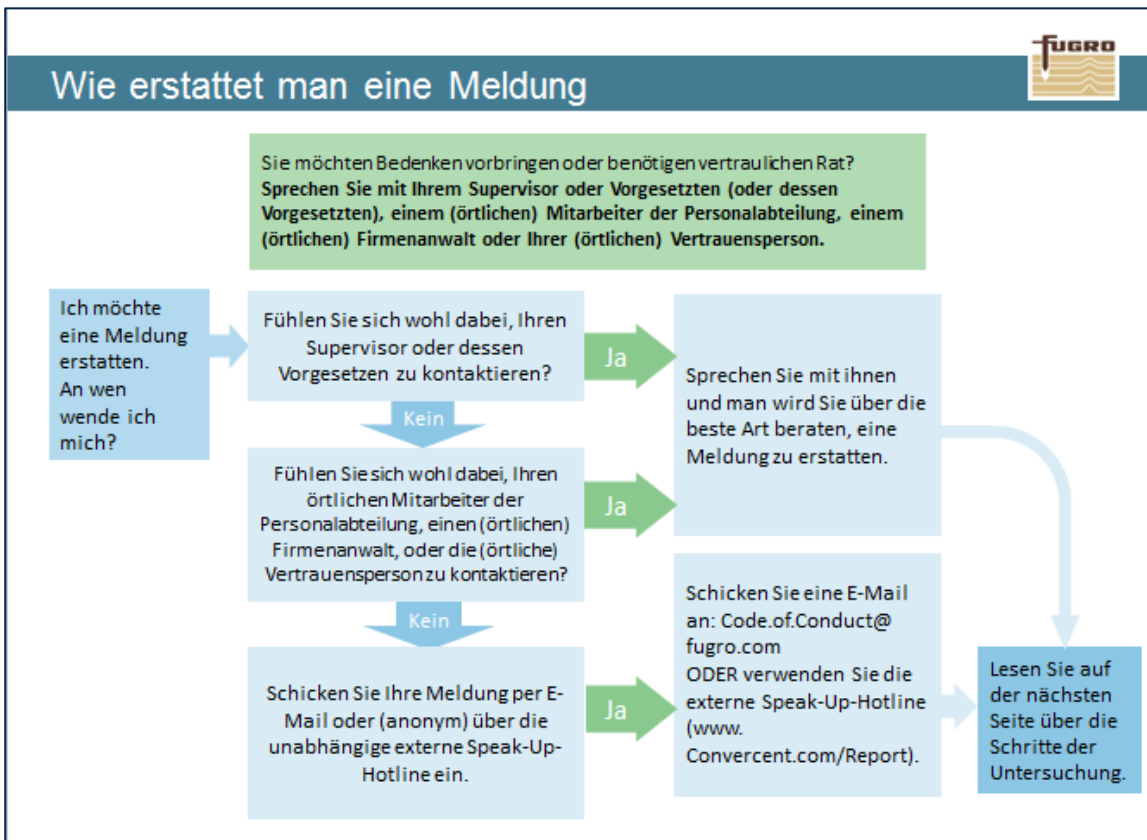 FUGRO
Wie erstattet man eine Meldung
Sie möchten Bedenken vorbringen oder benötigen vertraulichen Rat?
Sprechen Sie mit Ihrem Supervisor oder Vorgesetzten (oder dessen
Vorgesetzten), einem (örtlichen) Mitarbeiter der Personalabteilung, einem
(örtlichen) Firmenanwalt oder Ihrer (örtlichen) Vertrauensperson.
Ich möchte
eine Meldung
erstatten.
An wen
wende ich
mich?
Fühlen Sie sich wohl dabei, Ihren
Supervisor oder dessen
Vorgesetzen zu kontaktieren?
Ja
Sprechen Sie mit ihnen
und man wird Sie über die
beste Art beraten, eine
Meldung zu erstatten.
Kein
Fühlen Sie sich wohl dabei, Ihren
örtlichen Mitarbeiter der
Personalabteilung, einen (örtlichen)
Firmenanwalt, oder die (örtliche)
Vertrauensperson zu kontaktieren?
Ja
Kein
Schicken Sie Ihre Meldung per E-
Mail oder (anonym) über die
unabhängige externe Speak-Up-
Hotline ein.
Ja
Schicken Sie eine E-Mail
an: Code.of.Conduct@
fugro.com
ODER verwenden Sie die
externe Speak-Up-Hotline
(www.
Convercent.com/Report).
Lesen Sie auf
der nächsten
Seite über die
Schritte der
Untersuchung.